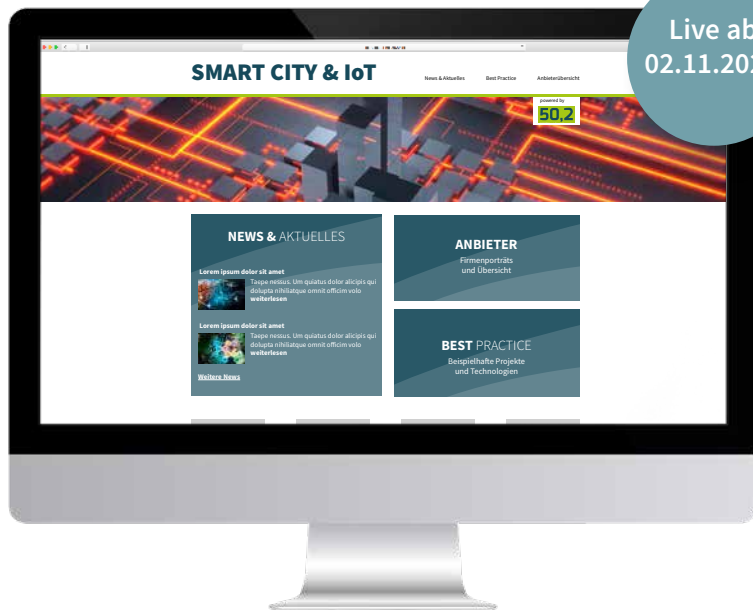 Live ab
02.11.202
SMART CITY & IoT
News & Aktuelles Best Practice Anbieterübersicht
powered by
50,2
NEWS & AKTUELLES
Lorem ipsum dolor sit amet
Taepe nessus. Um quiatus dolor alicipis qui
dolupta nihiliatque omnit officim volo
weiterlesen
Lorem ipsum dolor sit amet
Taepe nessus. Um quiatus dolor alicipis qui
dolupta nihiliatque omnit officim volo
weiterlesen
Weitere News
ANBIETER
Firmenporträts
und Übersicht
BEST PRACTICE
Beispielhafte Projekte
und Technologien